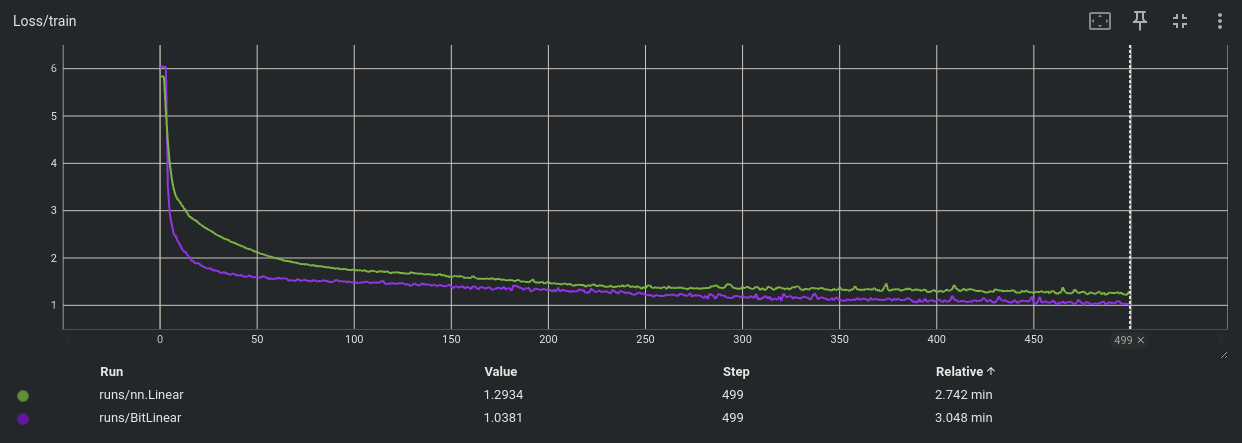 Loss/train
6
5
4
3
2
1
0 50 100 150 200 250 300 350 400 450 499 ×
Run Value Step Relative ↑
runs/nn.Linear 1.2934 499 2.742 min
runs/BitLinear 1.0381 499 3.048 min